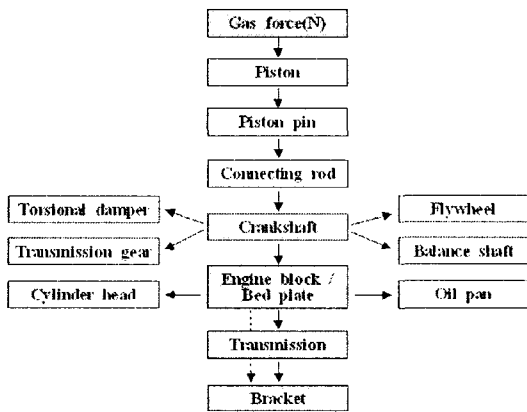 Gas force(N)
Piston
Piston pin
Connecting rod
Torsional damper
Flywheel
Crankshaft
Transmission gear
Balance shaft
Engine block /
Bed plate
Cylinder head
Oil pan
Transmission
Bracket